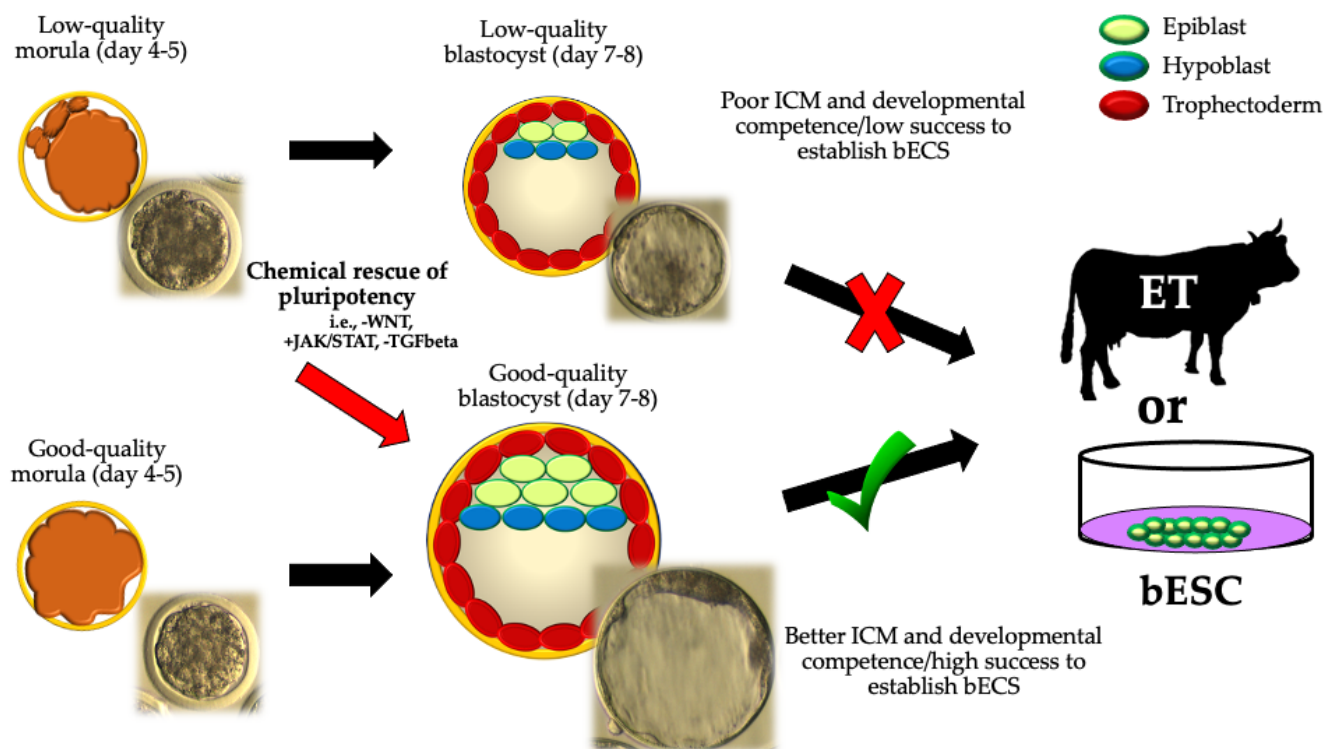 Low-quality
morula (day 4-5)
Low-quality
blastocyst (day 7-8)
Epiblast
Hypoblast
Trophectoderm
Poor ICM and developmental
competence/low success to
establish bECS
Chemical rescue of
pluripotency
i.e., -WNT,
+JAK/STAT, -TGFbeta
ET
or
bESC
Good-quality
blastocyst (day 7-8)
Good-quality
morula (day 4-5)
Better ICM and developmental
competence/high success to
establish bECS